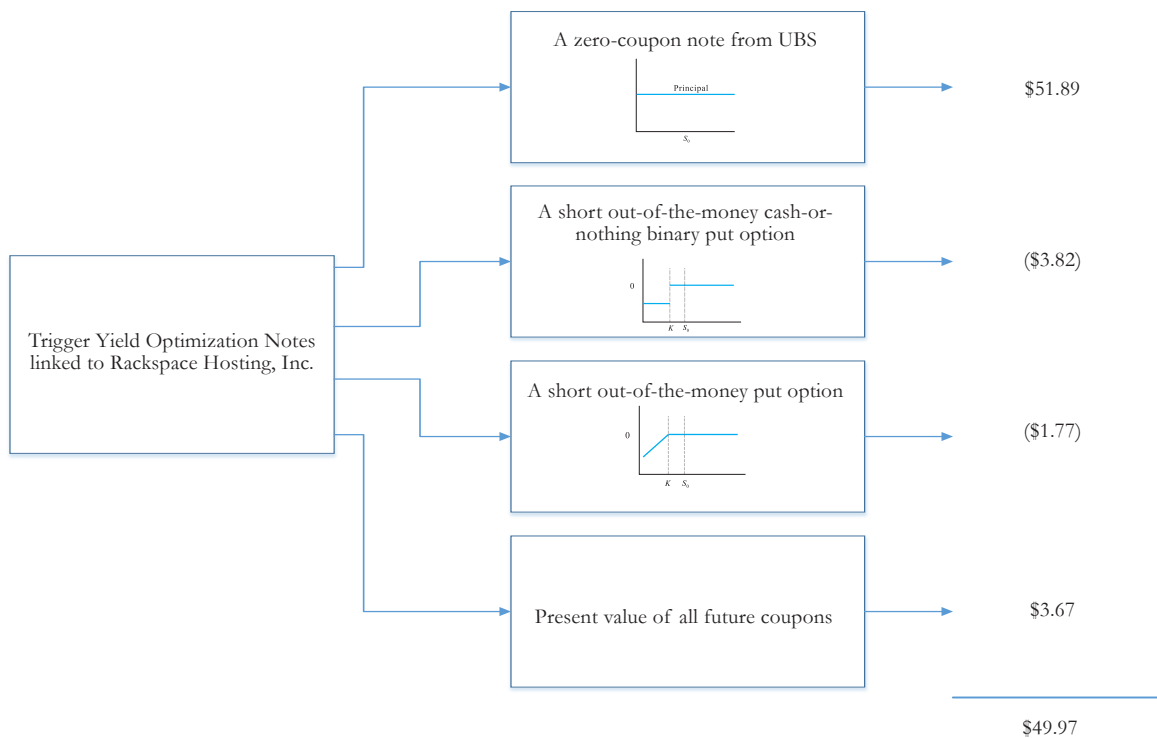 A zero-coupon note from UBS
Principal
S₀
$51.89
A short out-of-the-money cash-or-
nothing binary put option
0
K
S₀
($3.82)
Trigger Yield Optimization Notes
linked to Rackspace Hosting, Inc.
A short out-of-the-money put option
0
K
S₀
($1.77)
Present value of all future coupons
$3.67
$49.97